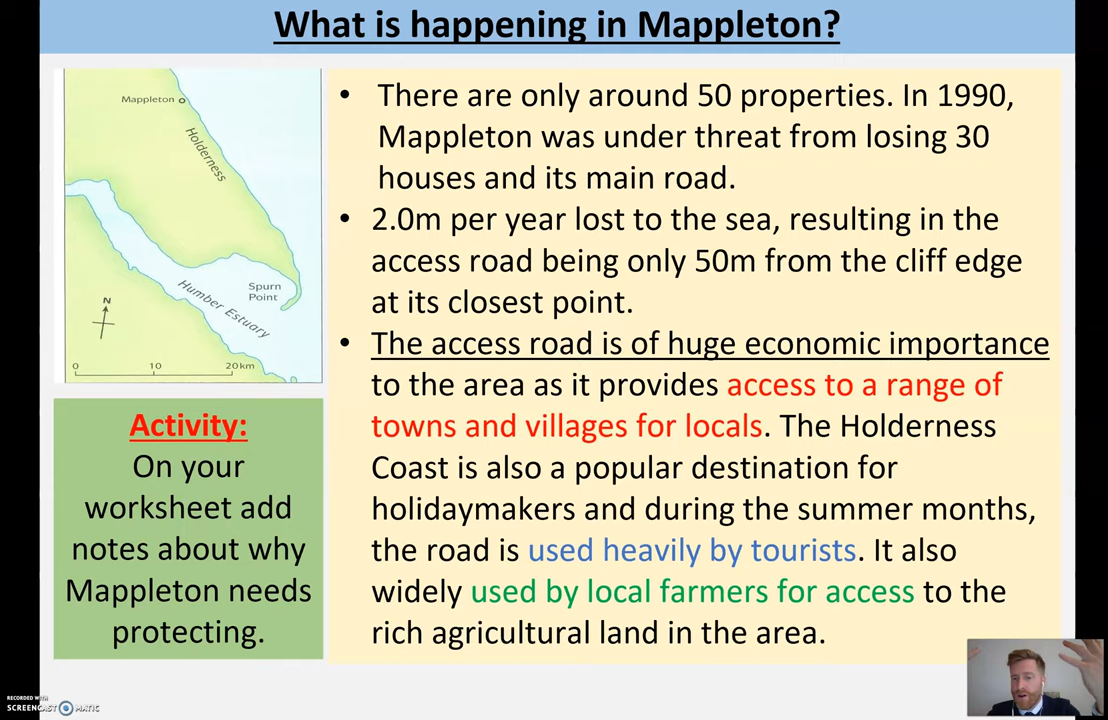 What is happening in Mappleton?
Mappleton
Holderness
Spurn
Point
Humber Estuary
N
0 10 20km
Activity:
On your
worksheet add
notes about why
Mappleton needs
protecting.
• There are only around 50 properties. In 1990,
Mappleton was under threat from losing 30
houses and its main road.
• 2.0m per year lost to the sea, resulting in the
access road being only 50m from the cliff edge
at its closest point.
• The access road is of huge economic importance
to the area as it provides access to a range of
towns and villages for locals. The Holderness
Coast is also a popular destination for
holidaymakers and during the summer months,
the road is used heavily by tourists. It also
widely used by local farmers for access to the
rich agricultural land in the area.
RECORDED WITH
SCREENCAST MATIC